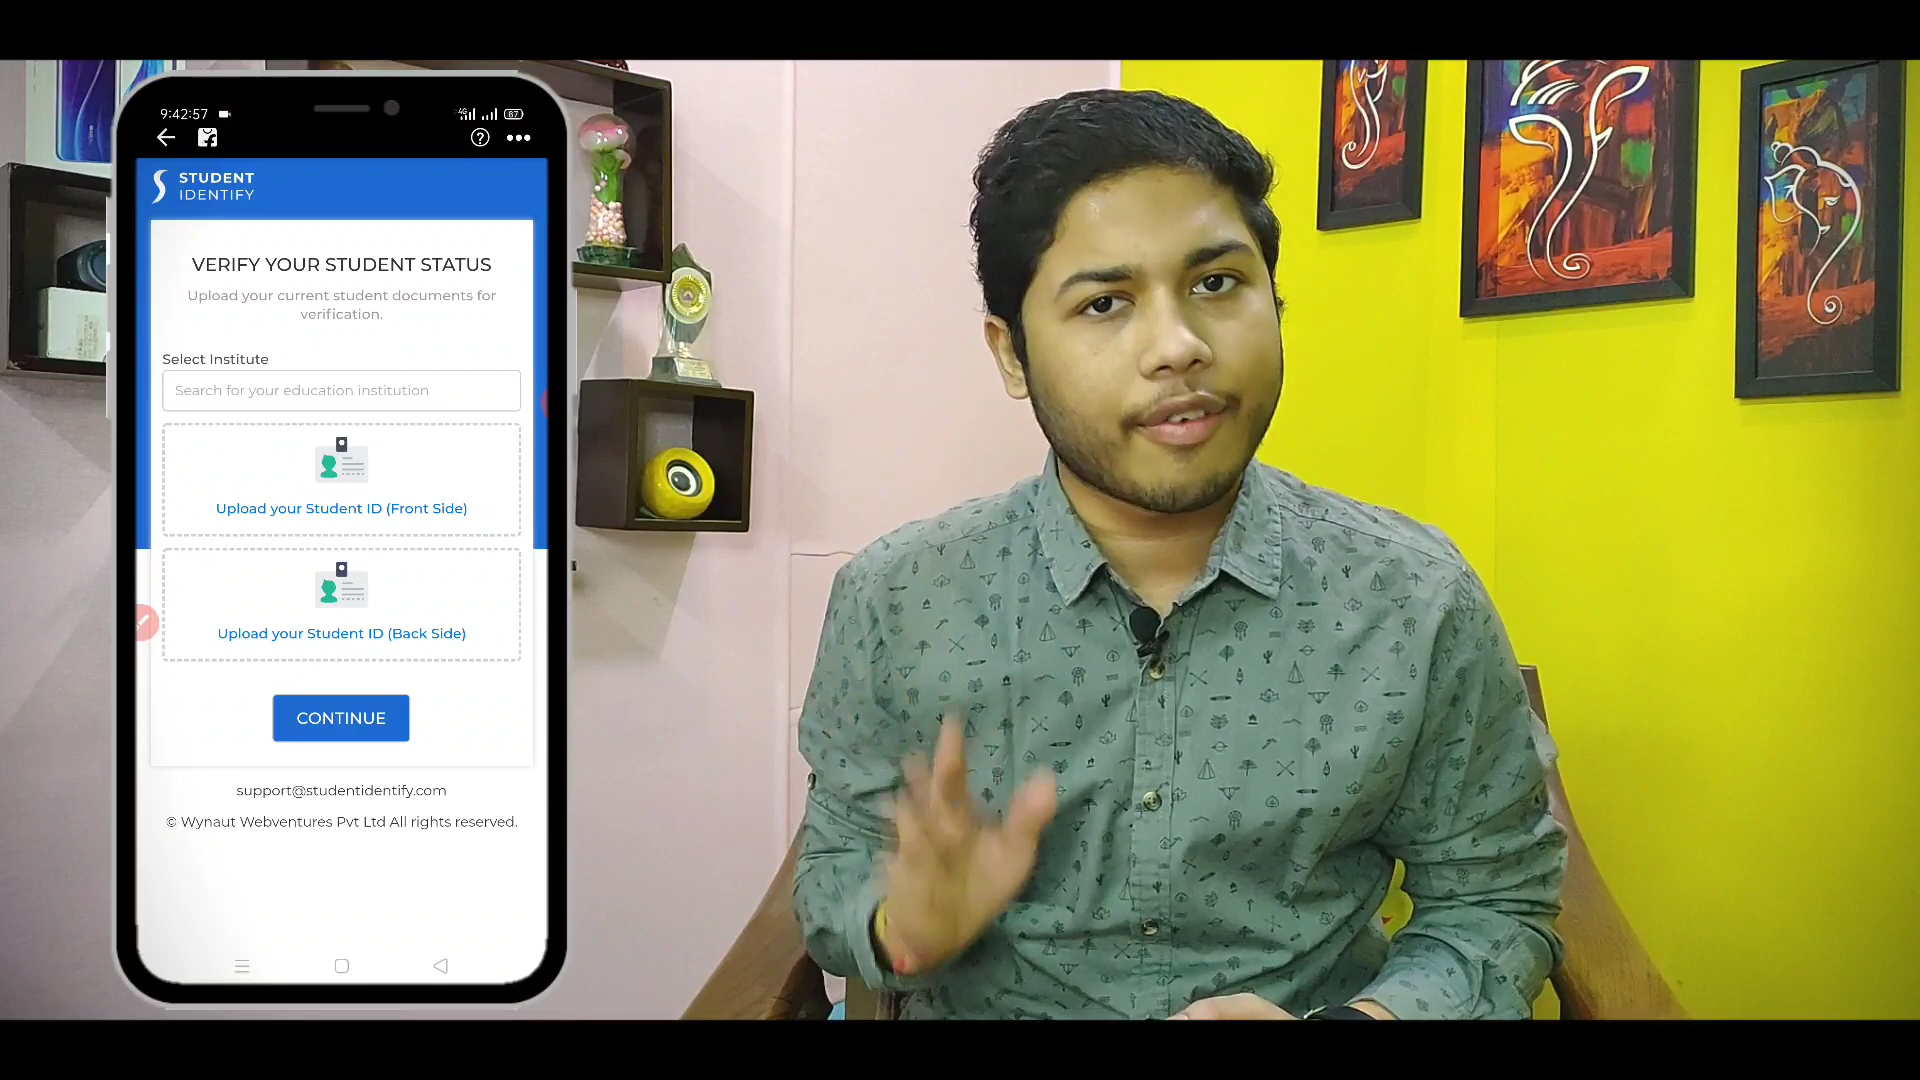 9:42:57
4G
87
STUDENT
IDENTIFY
VERIFY YOUR STUDENT STATUS
Upload your current student documents for
verification.
Select Institute
Search for your education institution
Upload your Student ID (Front Side)
Upload your Student ID (Back Side)
CONTINUE
support@studentidentify.com
© Wynaut Webventures Pvt Ltd All rights reserved.